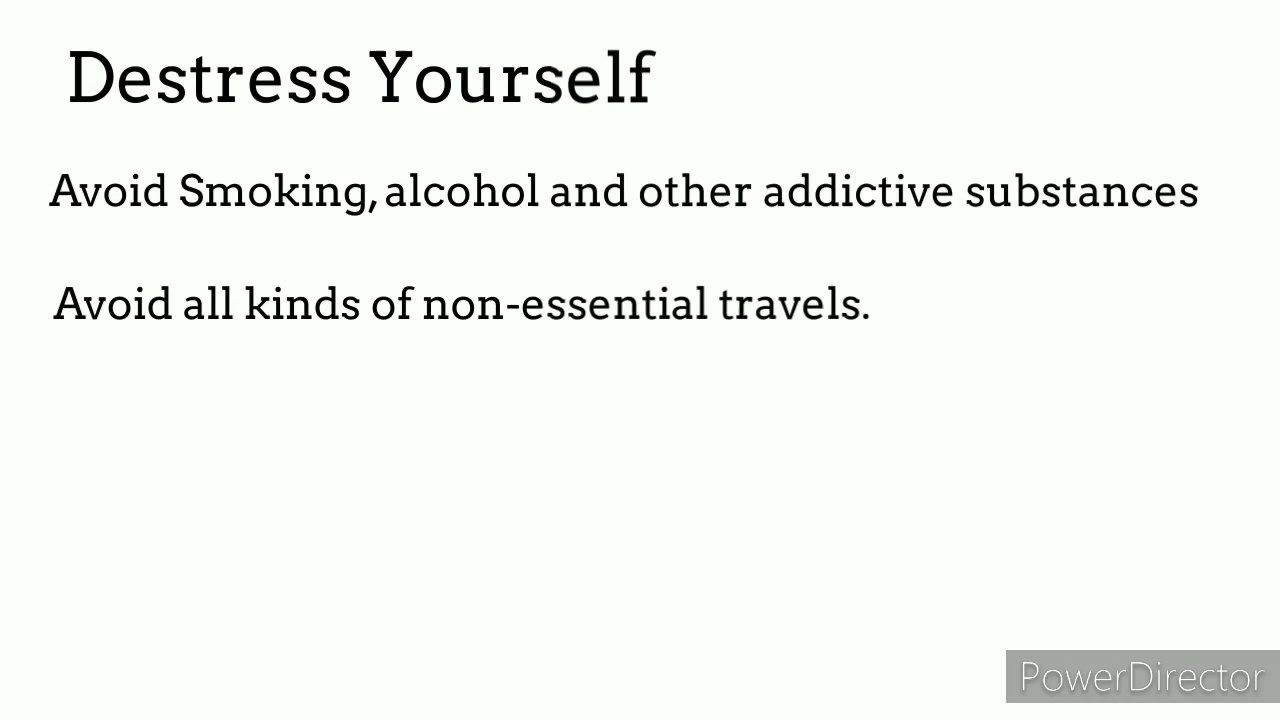 Destress Yourself
Avoid Smoking, alcohol and other addictive substances
Avoid all kinds of non-essential travels.
PowerDirector